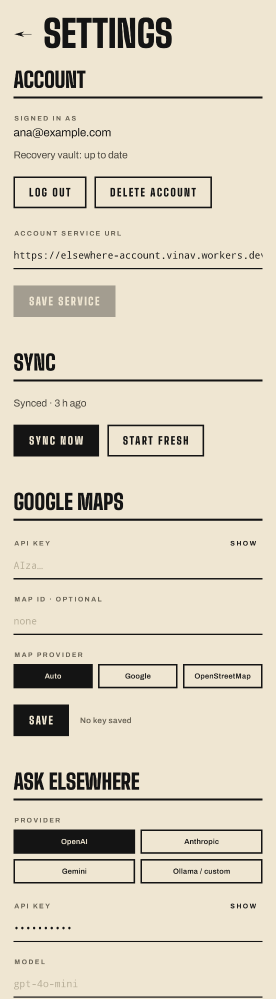 ← SETTINGS
ACCOUNT
SIGNED IN AS
ana@example.com
Recovery vault: up to date
LOG OUT DELETE ACCOUNT
ACCOUNT SERVICE URL
https://elsewhere-account.vinav.workers.dev
SAVE SERVICE
SYNC
Synced · 3 h ago
SYNC NOW START FRESH
GOOGLE MAPS
API KEY SHOW
AIza…
MAP ID · OPTIONAL
none
MAP PROVIDER
Auto Google OpenStreetMap
SAVE No key saved
ASK ELSEWHERE
PROVIDER
OpenAI Anthropic
Gemini Ollama / custom
API KEY SHOW
••••••••••
MODEL
gpt-4o-mini